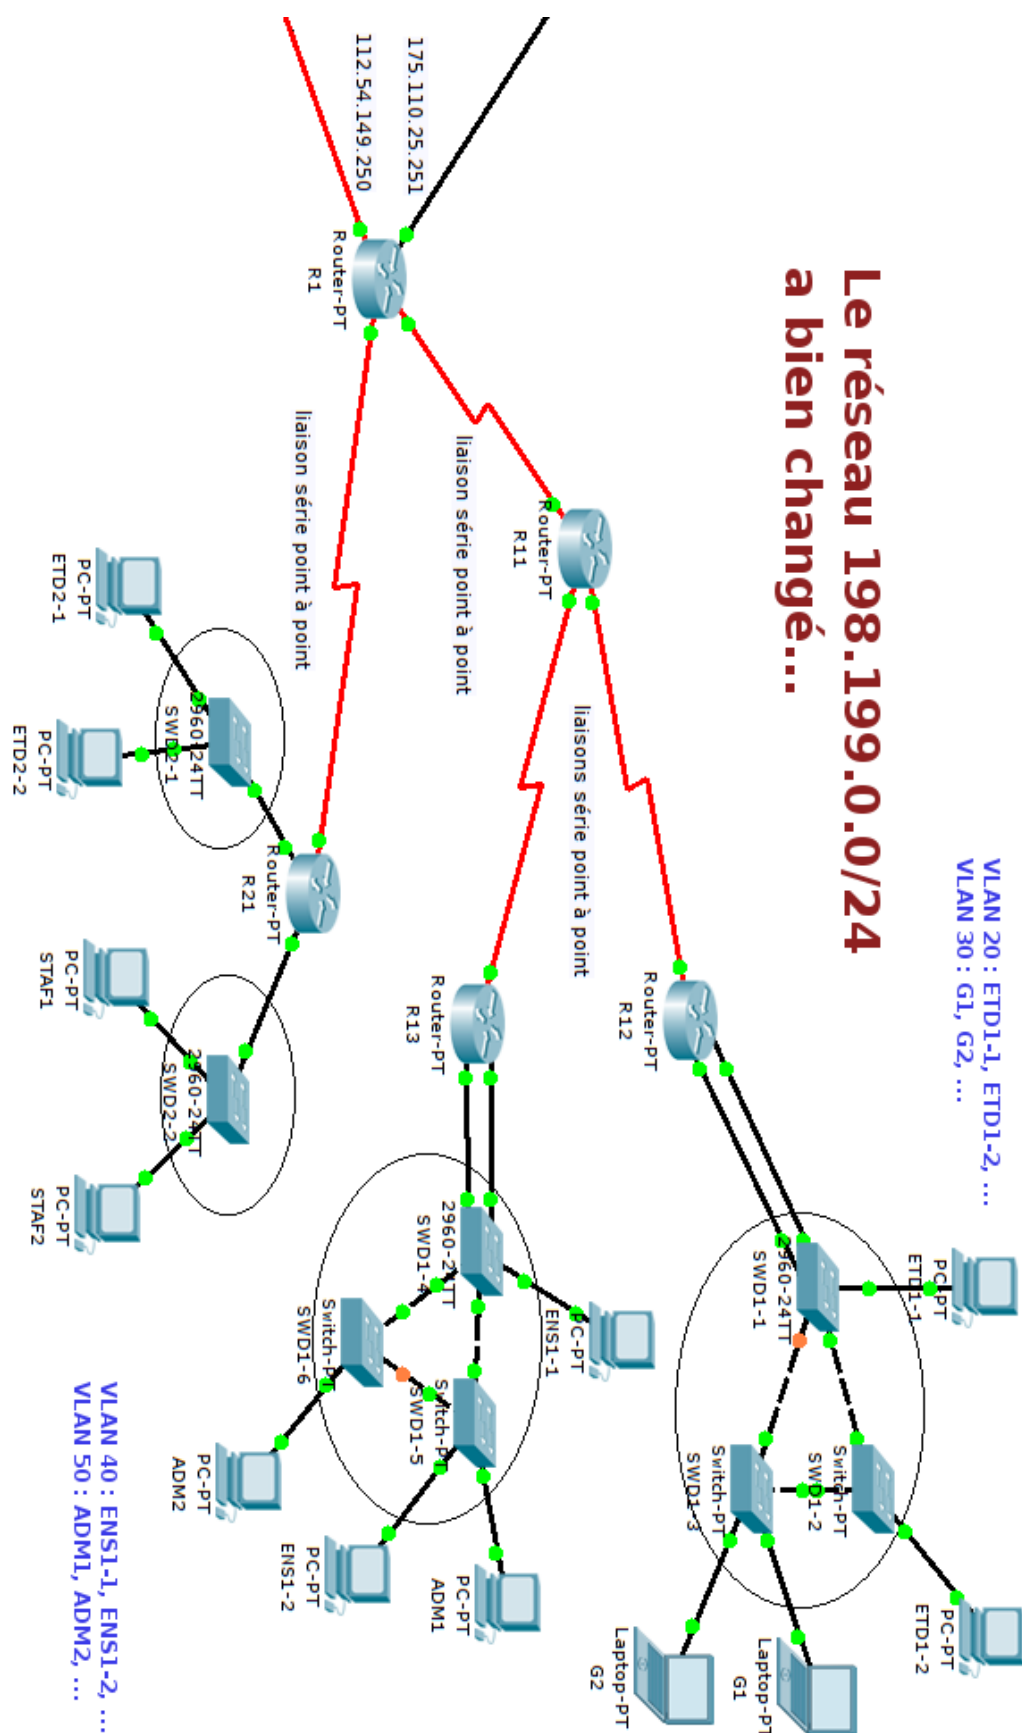 Le réseau 198.199.0.0/24
a bien changé...
VLAN 20 : ETD1-1, ETD1-2, ...
VLAN 30 : G1, G2, ...
175.110.25.251
112.54.149.250
Router-PT
R1
liaison série point à point
liaison série point à point
Router-PT
R11
liaisons série point à point
Router-PT
R12
Router-PT
R13
Router-PT
R21
PC-PT
ETD2-1
PC-PT
ETD2-2
2960-24TT
SWD2-1
PC-PT
STAF1
PC-PT
STAF2
2960-24TT
SWD2-2
2960-24TT
SWD1-1
PC-PT
ETD1-1
Switch-PT
SWD1-2
Switch-PT
SWD1-3
PC-PT
ETD1-2
Laptop-PT
G1
Laptop-PT
G2
2960-24TT
SWD1-4
PC-PT
ENS1-1
Switch-PT
SWD1-5
Switch-PT
SWD1-6
PC-PT
ADM1
PC-PT
ENS1-2
PC-PT
ADM2
VLAN 40 : ENS1-1, ENS1-2, ...
VLAN 50 : ADM1, ADM2, ...